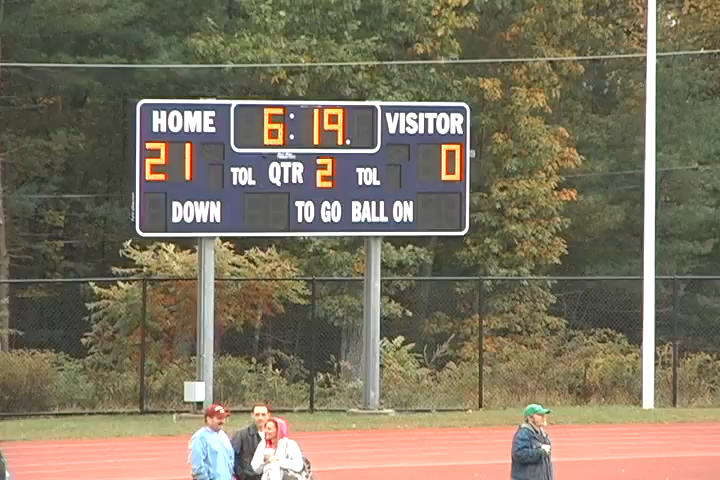 HOME 6:19 VISITOR
21 TOL QTR 2 TOL 0
DOWN TO GO BALL ON